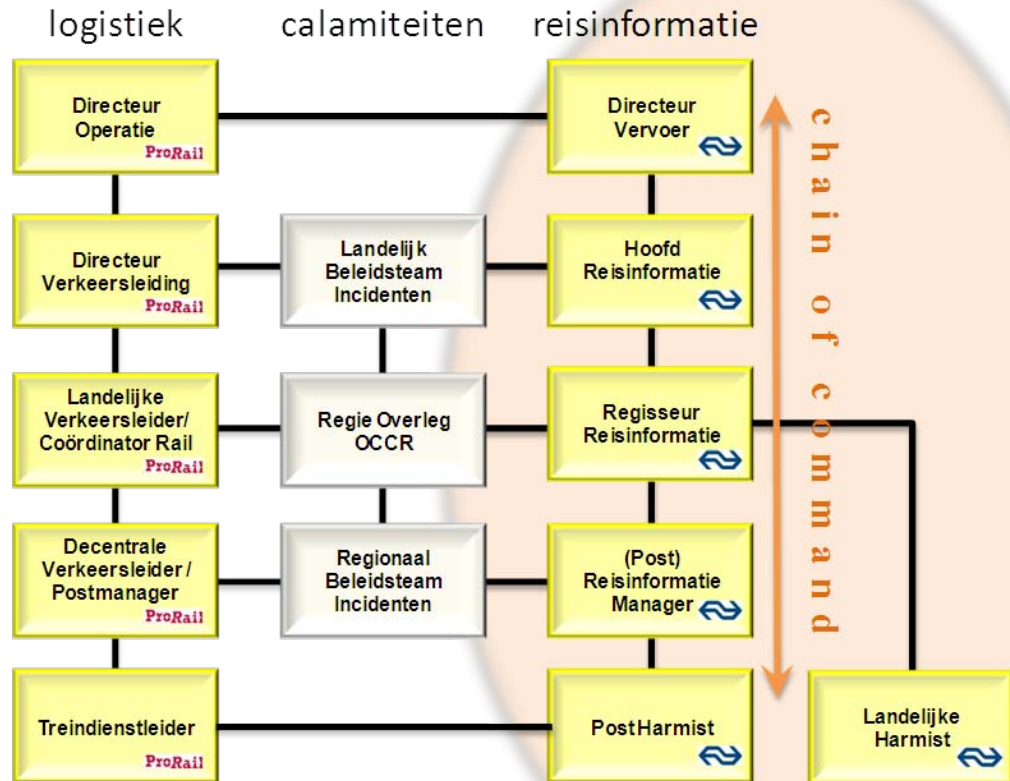 logistiek calamiteiten reisinformatie
Directeur
Operatie
ProRail
Directeur
Vervoer
Directeur
Verkeersleiding
ProRail
Landelijk
Beleidsteam
Incidenten
Hoofd
Reisinformatie
Landelijke
Verkeersleider/
Coördinator Rail
ProRail
Regie Overleg
OCCR
Regisseur
Reisinformatie
Decentrale
Verkeersleider /
Postmanager
ProRail
Regionaal
Beleidsteam
Incidenten
(Post)
Reisinformatie
Manager
Treindienstleider
ProRail
PostHarmist
Landelijke
Harmist
chain of command